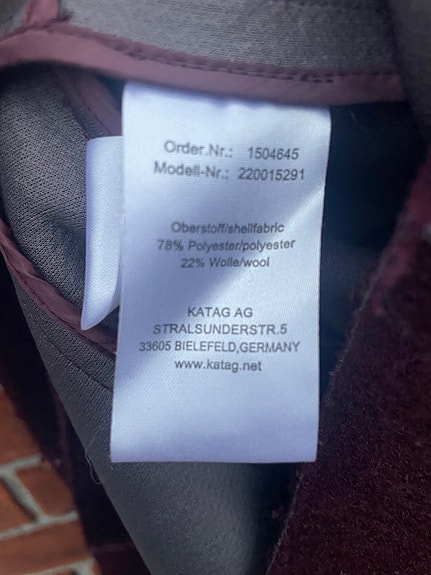 Order.Nr.: 1504645
Modell-Nr.: 220015291
Oberstoff/shellfabric
78% Polyester/polyester
22% Wolle/wool
KATAG AG
STRALSUNDERSTR.5
33605 BIELEFELD,GERMANY
www.katag.net